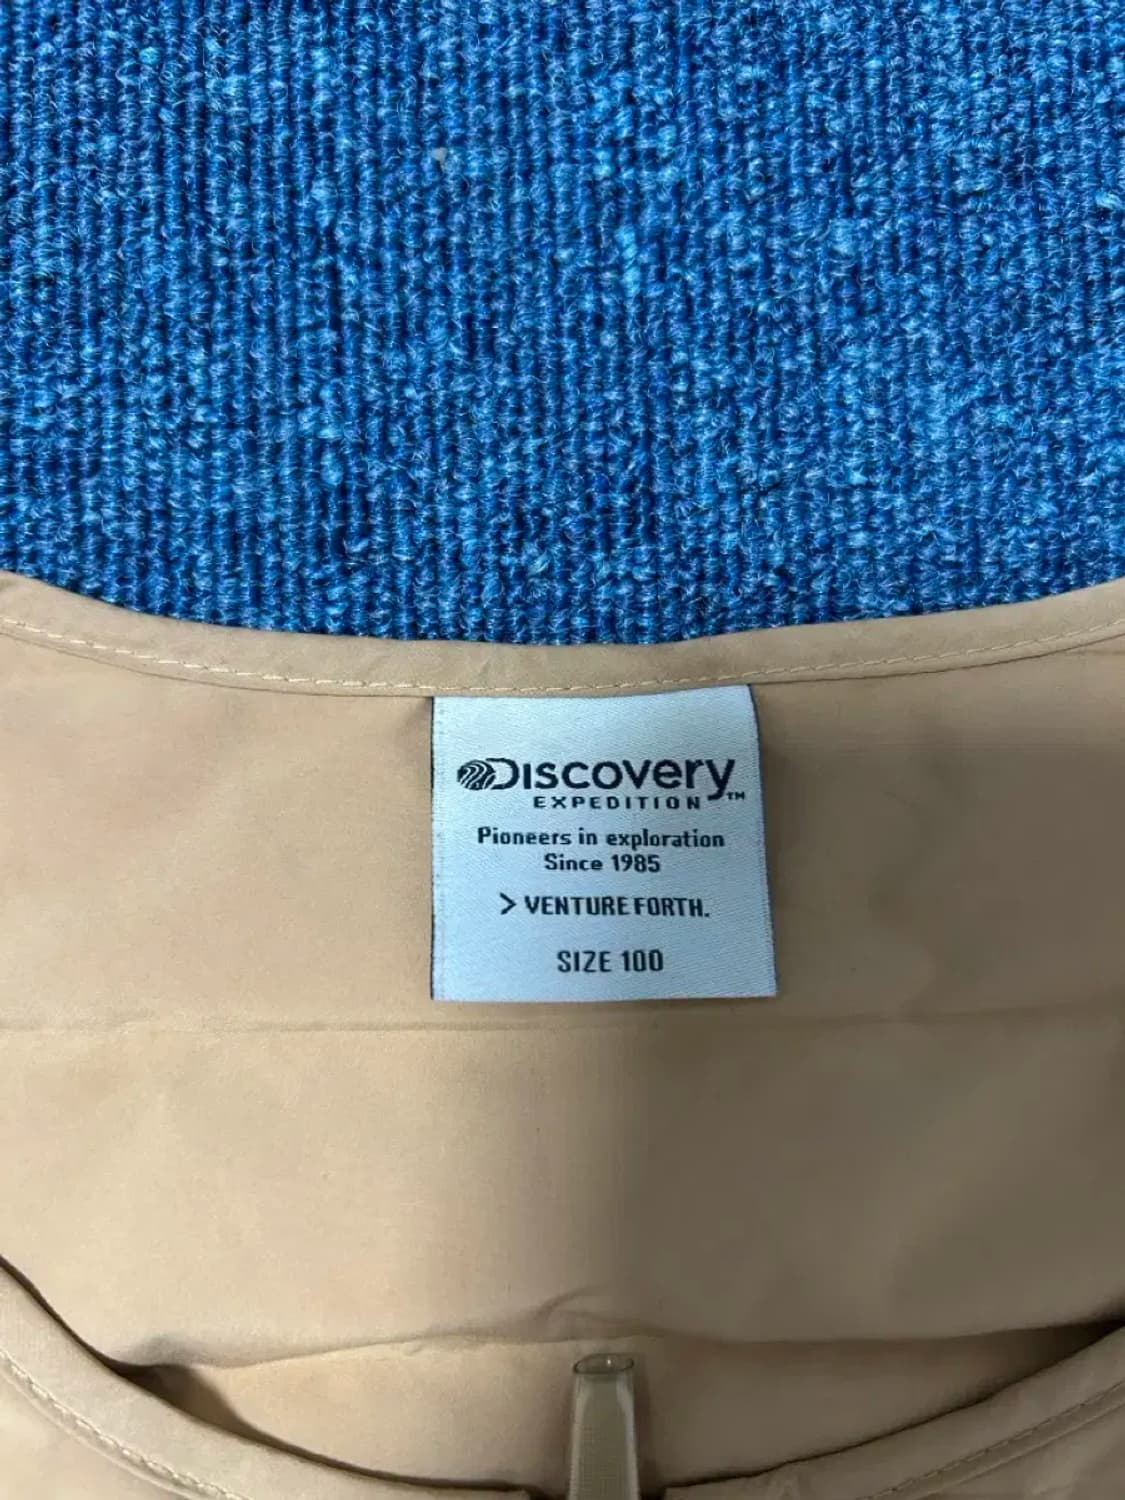 Discovery
EXPEDITION™
Pioneers in exploration
Since 1985
> VENTURE FORTH.
SIZE 100